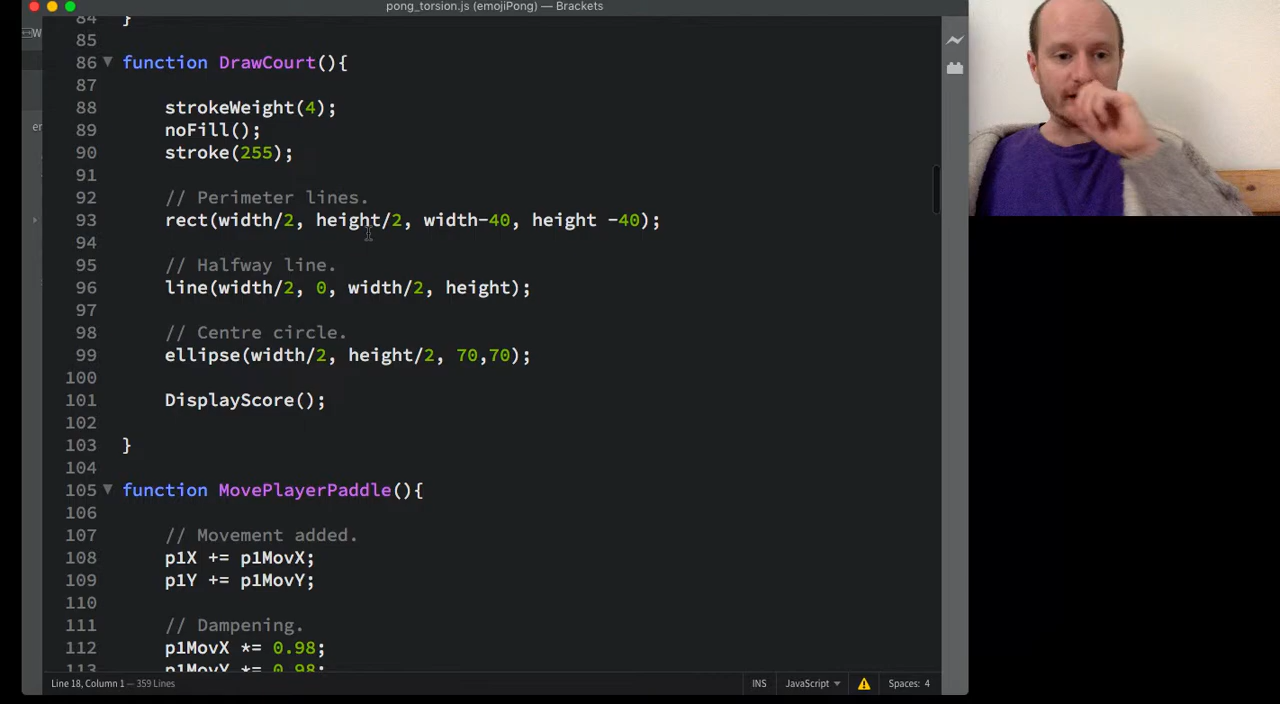 pong_torsion.js (emojiPong) — Brackets
84 }
85
86 function DrawCourt(){
87
88 strokeWeight(4);
89 noFill();
90 stroke(255);
91
92 // Perimeter lines.
93 rect(width/2, height/2, width-40, height -40);
94
95 // Halfway line.
96 line(width/2, 0, width/2, height);
97
98 // Centre circle.
99 ellipse(width/2, height/2, 70,70);
100
101 DisplayScore();
102
103 }
104
105 function MovePlayerPaddle(){
106
107 // Movement added.
108 p1X += p1MovX;
109 p1Y += p1MovY;
110
111 // Dampening.
112 p1MovX *= 0.98;
113 p1MovY *= 0.98;
Line 18, Column 1 — 359 Lines
INS JavaScript Spaces: 4